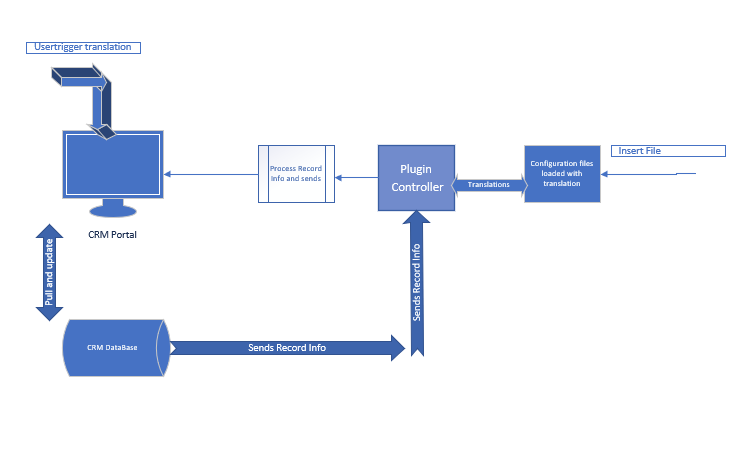 Usertrigger translation
Insert File
Process Record
Info and sends
Plugin
Controller
Translations
Configuration files
loaded with
translation
CRM Portal
Pull and update
Sends Record Info
CRM DataBase
Sends Record Info